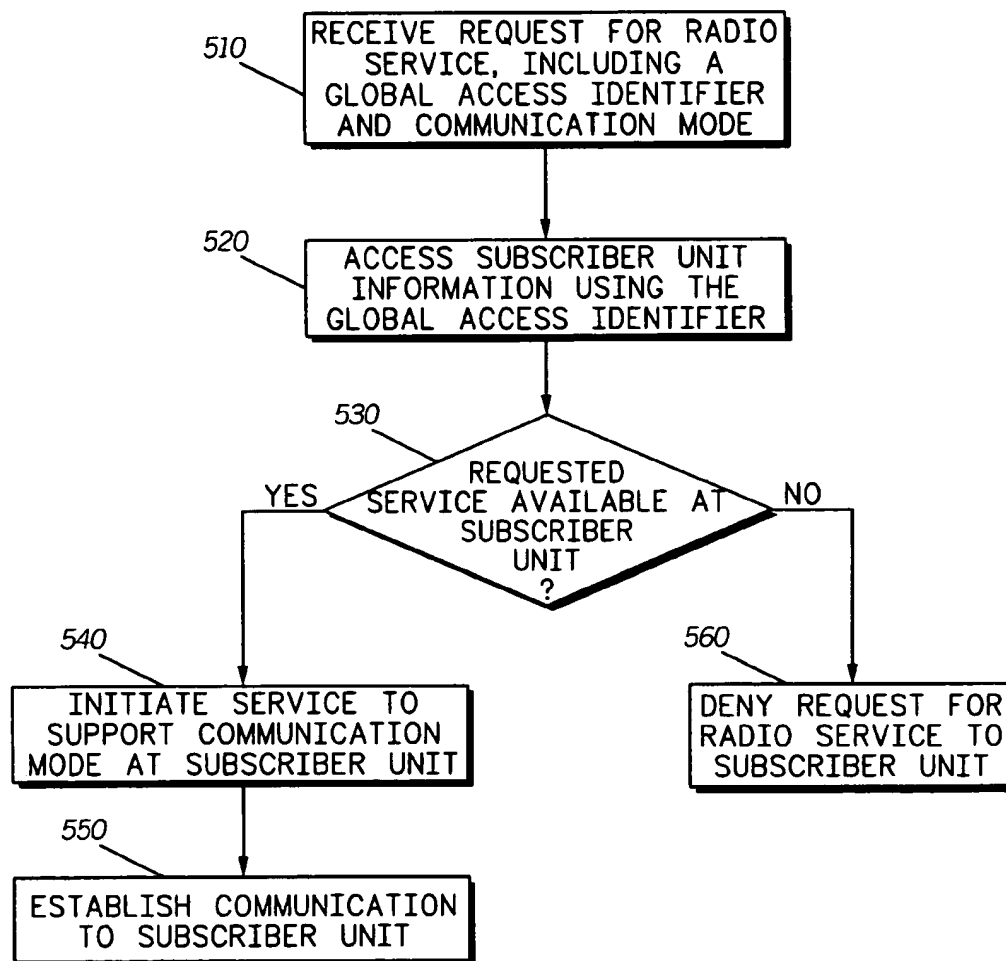 510
RECEIVE REQUEST FOR RADIO
SERVICE, INCLUDING A
GLOBAL ACCESS IDENTIFIER
AND COMMUNICATION MODE
520
ACCESS SUBSCRIBER UNIT
INFORMATION USING THE
GLOBAL ACCESS IDENTIFIER
530
REQUESTED
SERVICE AVAILABLE AT
SUBSCRIBER
UNIT
?
YES
NO
540
INITIATE SERVICE TO
SUPPORT COMMUNICATION
MODE AT SUBSCRIBER UNIT
560
DENY REQUEST FOR
RADIO SERVICE TO
SUBSCRIBER UNIT
550
ESTABLISH COMMUNICATION
TO SUBSCRIBER UNIT